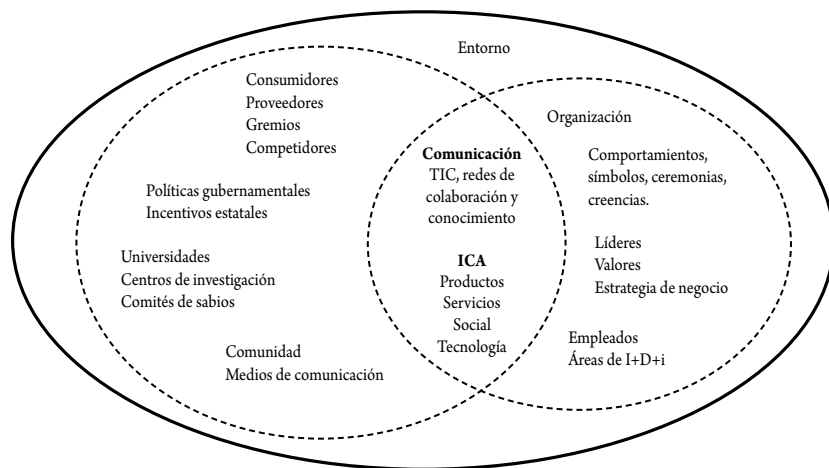 Entorno
Consumidores
Proveedores
Gremios
Competidores
Políticas gubernamentales
Incentivos estatales
Universidades
Centros de investigación
Comités de sabios
Comunidad
Medios de comunicación
Comunicación
TIC, redes de
colaboración y
conocimiento
ICA
Productos
Servicios
Social
Tecnología
Organización
Comportamientos,
símbolos, ceremonias,
creencias.
Líderes
Valores
Estrategia de negocio
Empleados
Áreas de I+D+i